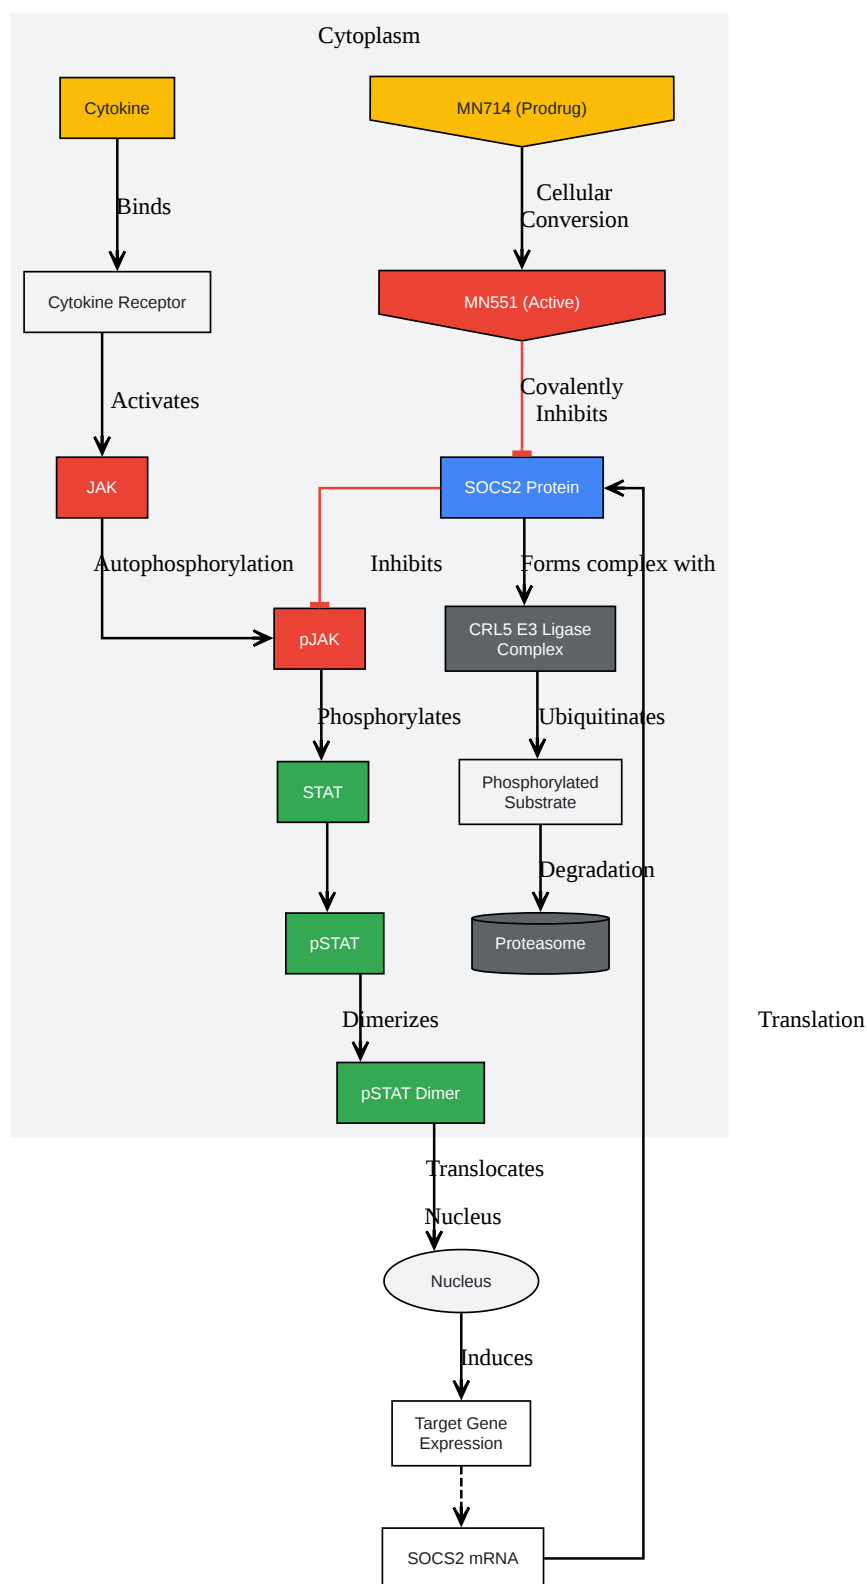 Cytoplasm
Cytokine
MN714 (Prodrug)
Binds
Cellular
Conversion
Cytokine Receptor
MN551 (Active)
Activates
Covalently
Inhibits
JAK
SOCS2 Protein
Autophosphorylation
Inhibits
Forms complex with
pJAK
CRL5 E3 Ligase
Complex
Phosphorylates
Ubiquitinates
STAT
Phosphorylated
Substrate
Degradation
pSTAT
Proteasome
Dimerizes
Translation
pSTAT Dimer
Translocates
Nucleus
Nucleus
Induces
Target Gene
Expression
SOCS2 mRNA